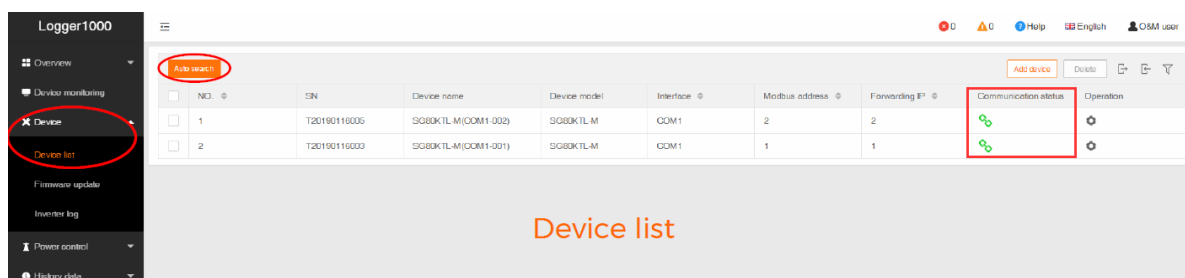 Logger1000
0 0 Help English O&M user
Overview
Device monitoring
Device
Device list
Firmware update
Inverter log
Power control
History data
Auto search
Add device Delete
NO. SN Device name Device model Interface Modbus address Forwarding IP Communication status Operation
1 T20190116005 SG80KTL-M(COM1-002) SG80KTL-M COM1 2 2
2 T20190116003 SG80KTL-M(COM1-001) SG80KTL-M COM1 1 1
Device list